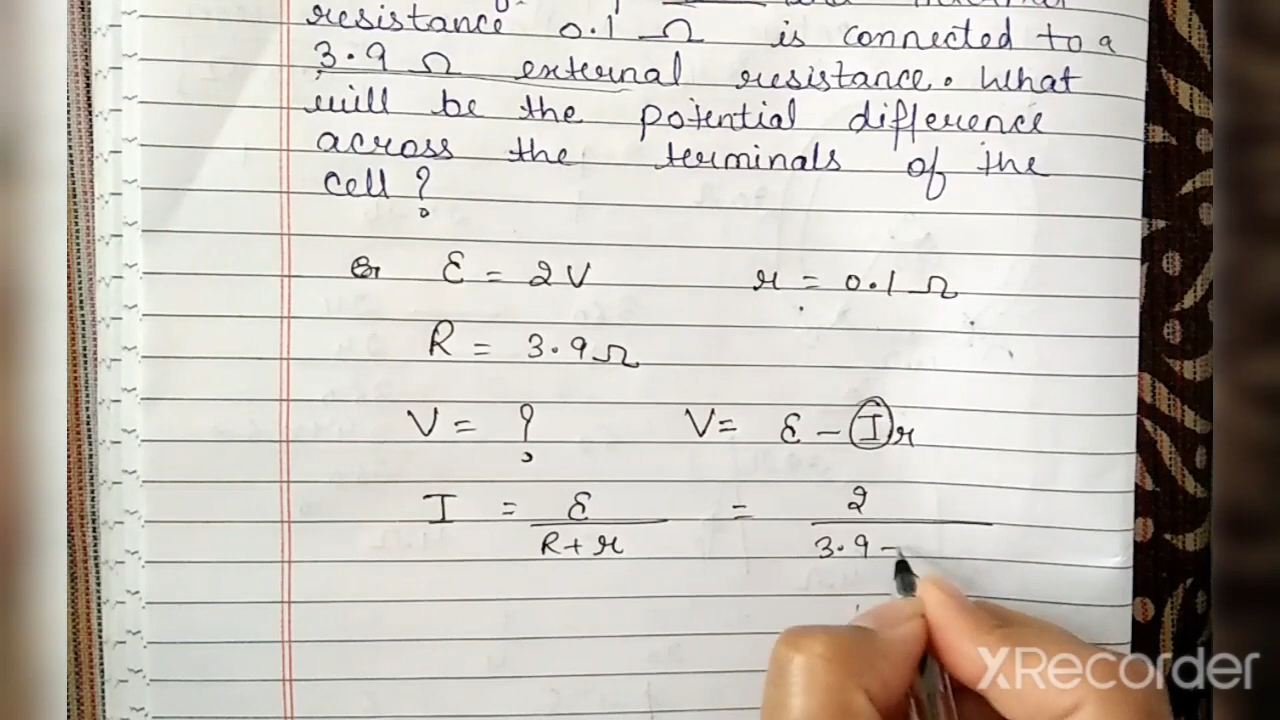 resistance 0.1 Ω is connected to a
3.9 Ω external resistance. What
will be the potential difference
across the terminals of the
cell ?
ℰ = 2V r = 0.1 Ω
R = 3.9 Ω
V = ? V = ℰ - Ir
I = ℰ / R + r = 2 / 3.9 -
XRecorder